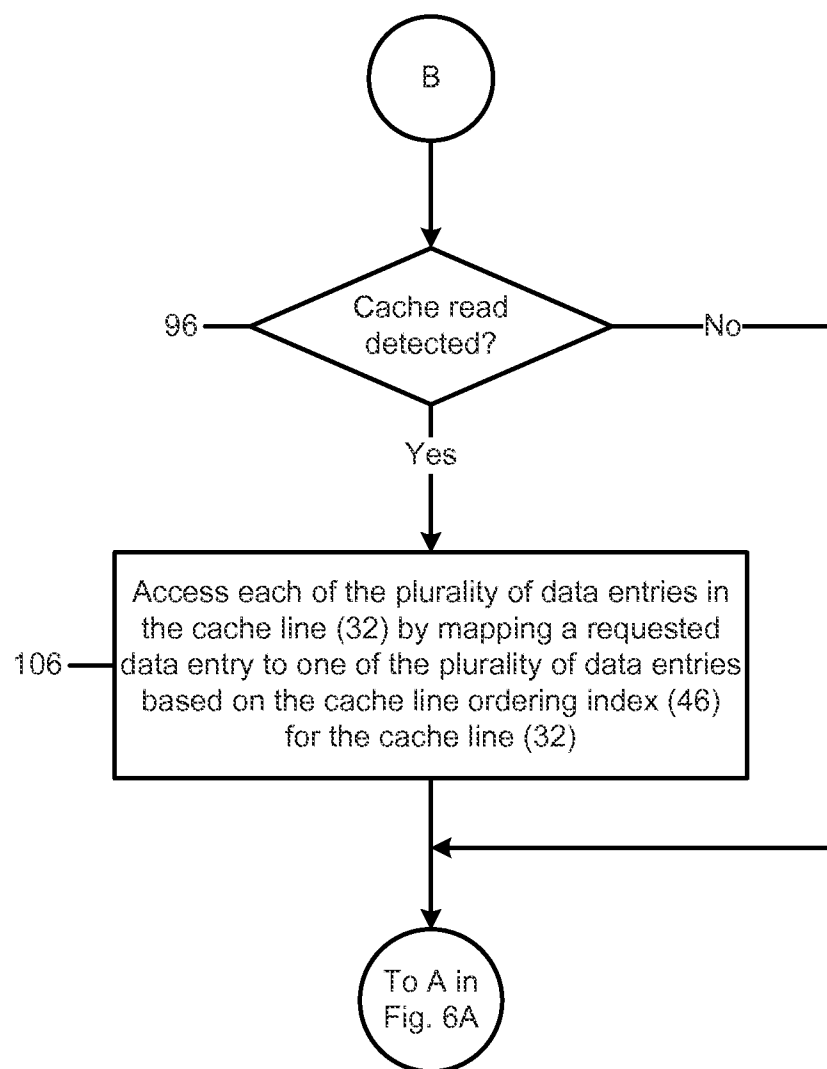 B
Cache read
detected?
96
No
Yes
Access each of the plurality of data entries in
the cache line (32) by mapping a requested
data entry to one of the plurality of data entries
based on the cache line ordering index (46)
for the cache line (32)
106
To A in
Fig. 6A